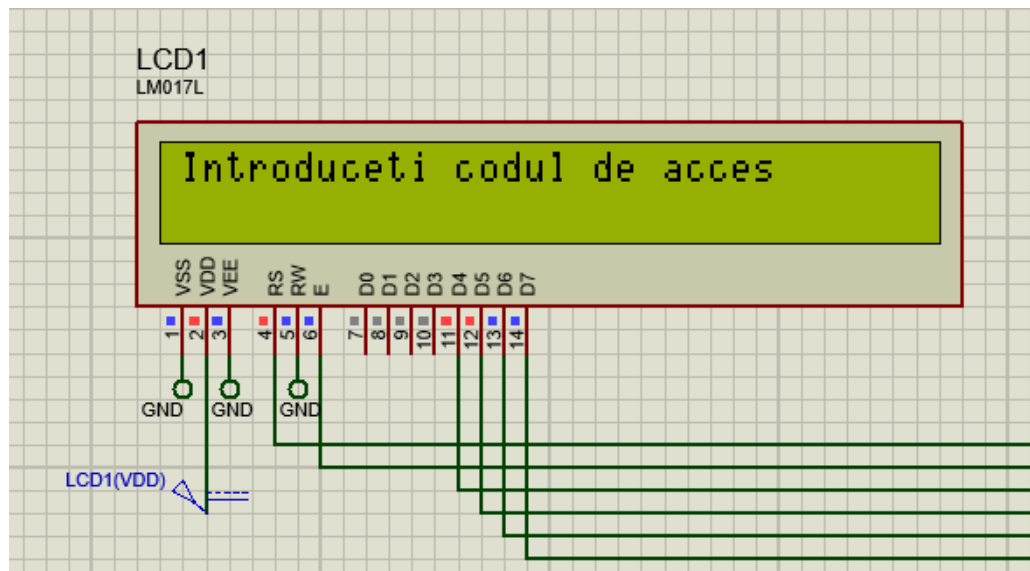 LCD1
LM017L
Introduceti codul de acces
VSS VDD VEE RS RW E D0 D1 D2 D3 D4 D5 D6 D7
1 2 3 4 5 6 7 8 9 10 11 12 13 14
GND GND GND
LCD1(VDD)